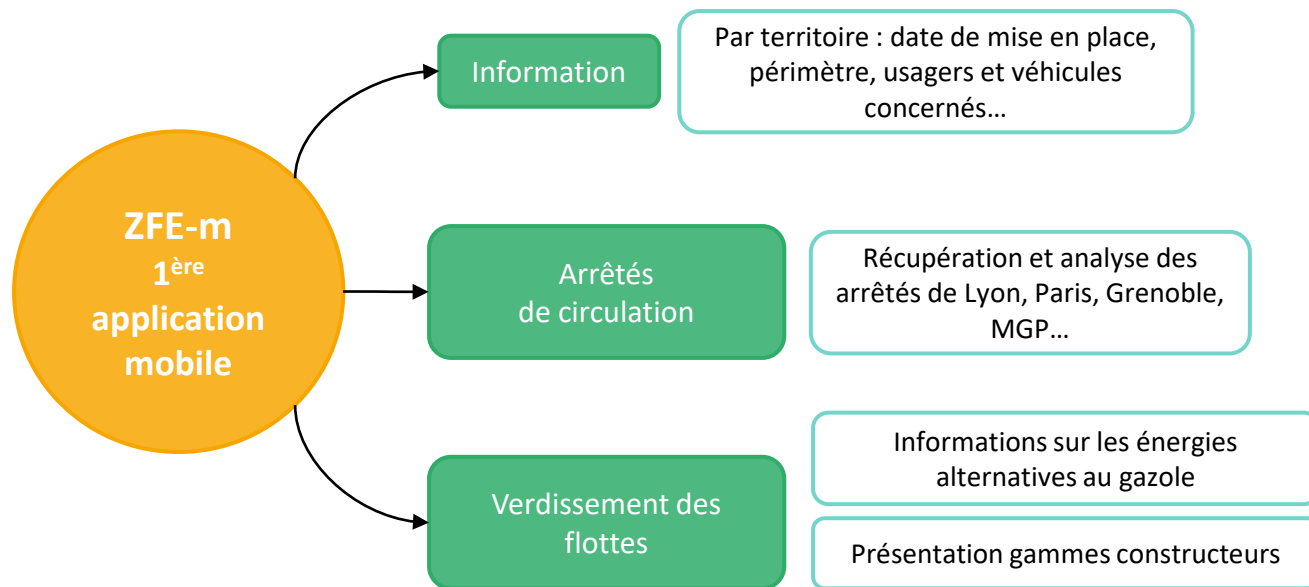 ZFE-m
1ère
application
mobile
Information
Par territoire : date de mise en place,
périmètre, usagers et véhicules
concernés…
Arrêtés
de circulation
Récupération et analyse des
arrêtés de Lyon, Paris, Grenoble,
MGP…
Verdissement des
flottes
Informations sur les énergies
alternatives au gazole
Présentation gammes constructeurs